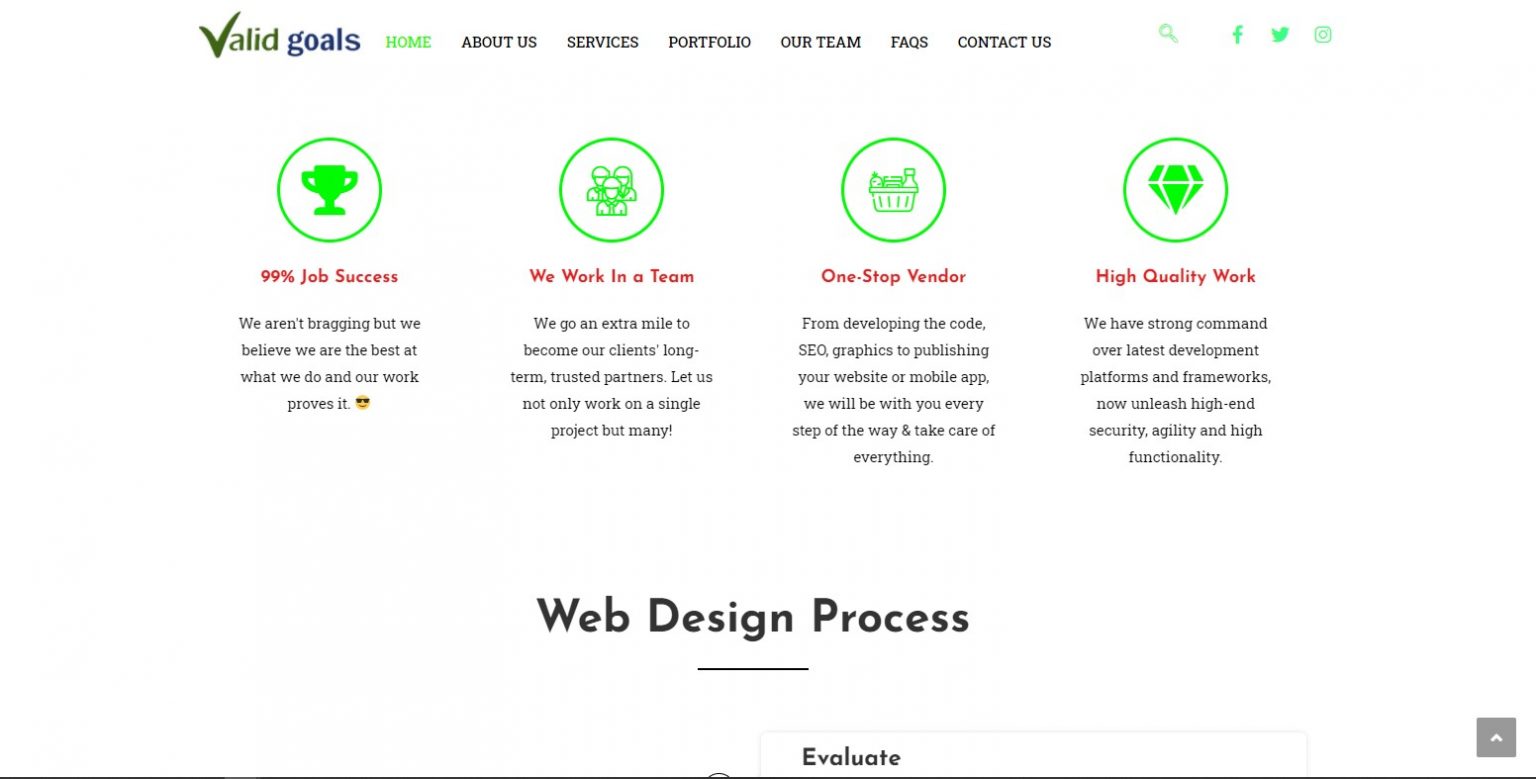 Valid goals
HOME ABOUT US SERVICES PORTFOLIO OUR TEAM FAQS CONTACT US
99% Job Success
We aren't bragging but we
believe we are the best at
what we do and our work
proves it. 😎
We Work In a Team
We go an extra mile to
become our clients' long-
term, trusted partners. Let us
not only work on a single
project but many!
One-Stop Vendor
From developing the code,
SEO, graphics to publishing
your website or mobile app,
we will be with you every
step of the way & take care of
everything.
High Quality Work
We have strong command
over latest development
platforms and frameworks,
now unleash high-end
security, agility and high
functionality.
Web Design Process
Evaluate